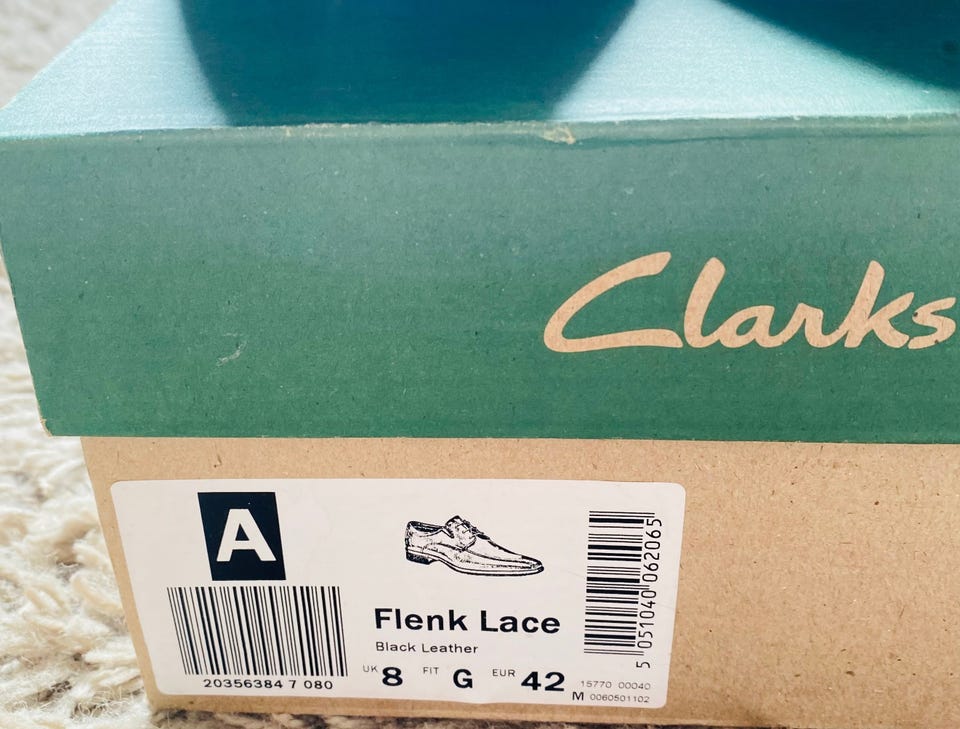 Clarks
A
20356384 7 080
Flenk Lace
Black Leather
UK 8 FIT G EUR 42
5 051040 062065
15770 00040
M 0060501102